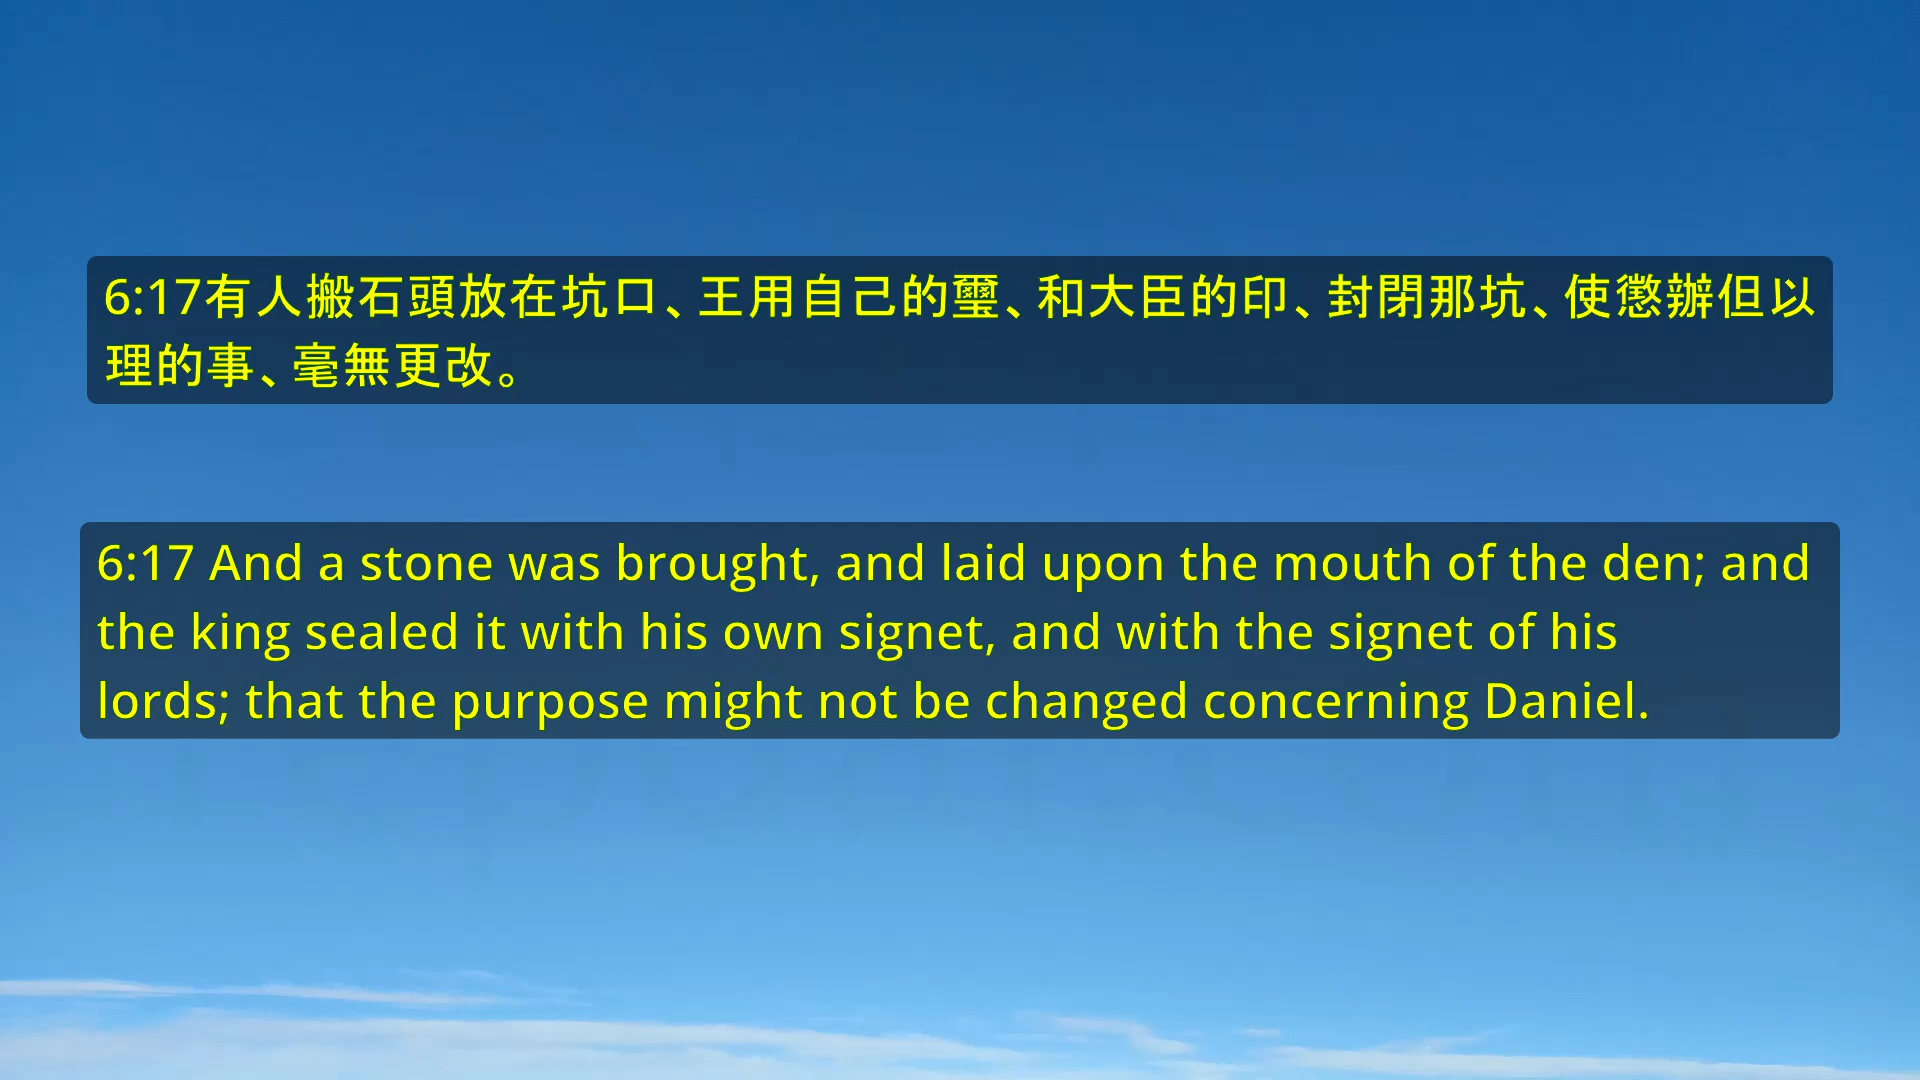 6:17有人搬石頭放在坑口、王用自己的璽、和大臣的印、封閉那坑、使懲辦但以
理的事、毫無更改。
6:17 And a stone was brought, and laid upon the mouth of the den; and
the king sealed it with his own signet, and with the signet of his
lords; that the purpose might not be changed concerning Daniel.